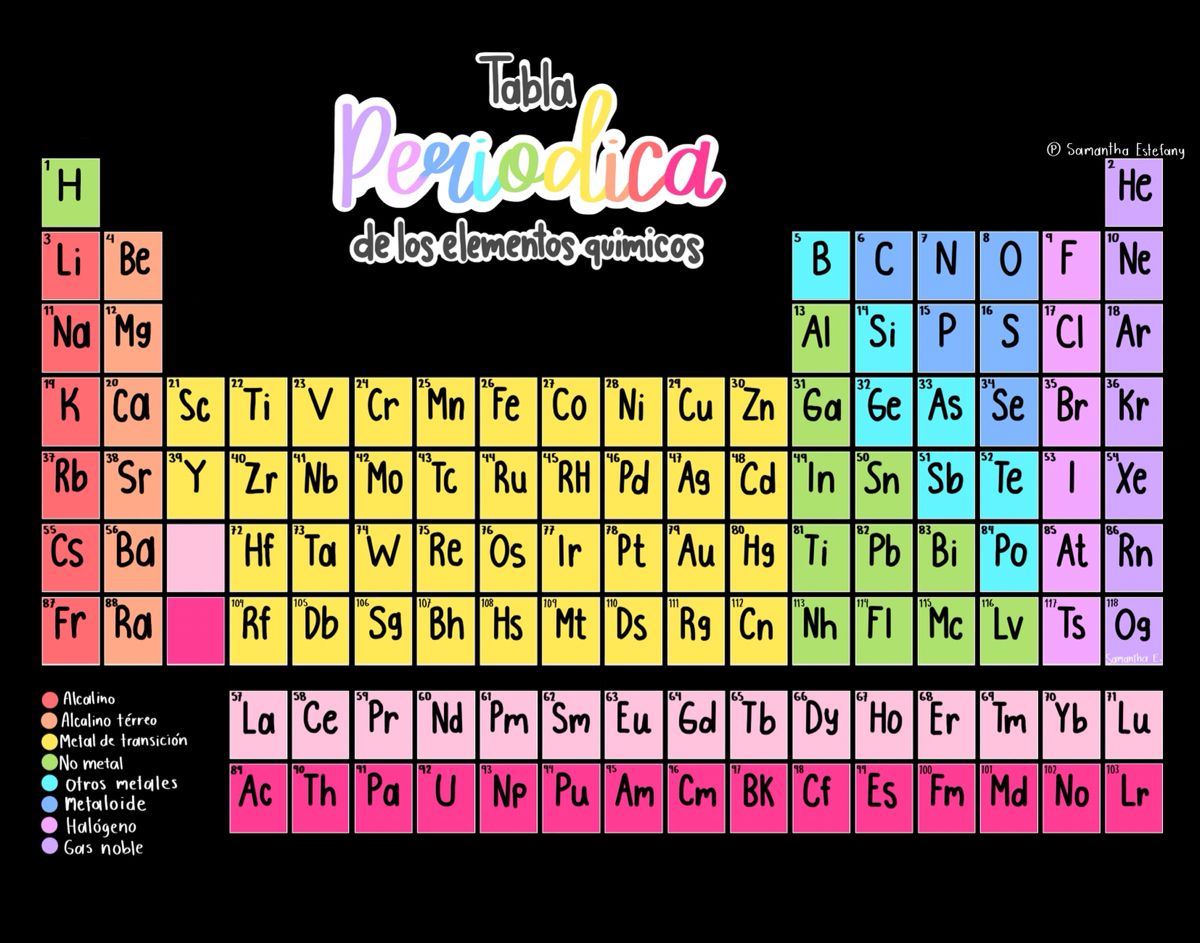 Tabla
Periodica
de los elementos quimicos
Ⓟ Samantha Estefany
1 H 2 He
3 Li 4 Be 5 B 6 C 7 N 8 O 9 F 10 Ne
11 Na 12 Mg 13 Al 14 Si 15 P 16 S 17 Cl 18 Ar
19 K 20 Ca 21 Sc 22 Ti 23 V 24 Cr 25 Mn 26 Fe 27 Co 28 Ni 29 Cu 30 Zn 31 Ga 32 Ge 33 As 34 Se 35 Br 36 Kr
37 Rb 38 Sr 39 Y 40 Zr 41 Nb 42 Mo 43 Tc 44 Ru 45 RH 46 Pd 47 Ag 48 Cd 49 In 50 Sn 51 Sb 52 Te 53 I 54 Xe
55 Cs 56 Ba 72 Hf 73 Ta 74 W 75 Re 76 Os 77 Ir 78 Pt 79 Au 80 Hg 81 Ti 82 Pb 83 Bi 84 Po 85 At 86 Rn
87 Fr 88 Ra 104 Rf 105 Db 106 Sg 107 Bh 108 Hs 109 Mt 110 Ds 111 Rg 112 Cn 113 Nh 114 Fl 115 Mc 116 Lv 117 Ts 118 Og
Samantha E.
57 La 58 Ce 59 Pr 60 Nd 61 Pm 62 Sm 63 Eu 64 Gd 65 Tb 66 Dy 67 Ho 68 Er 69 Tm 70 Yb 71 Lu
89 Ac 90 Th 91 Pa 92 U 93 Np 94 Pu 95 Am 96 Cm 97 BK 98 Cf 99 Es 100 Fm 101 Md 102 No 103 Lr
Alcalino
Alcalino térreo
Metal de transición
No metal
Otros metales
Metaloide
Halógeno
Gas noble